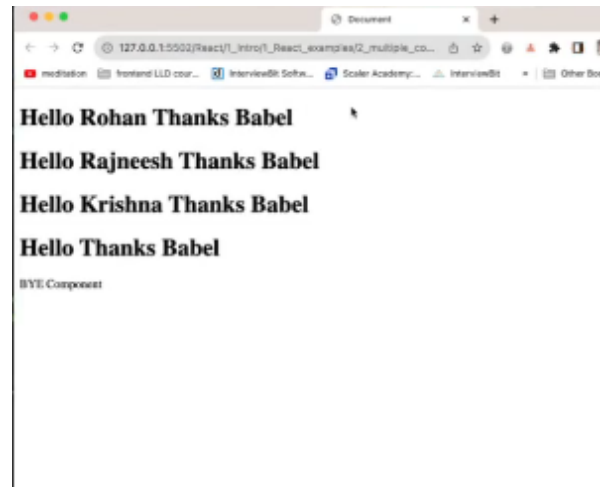 Document
127.0.0.1:5502/React/1_Intro/1_React_examples/2_multiple_co...
meditation frontend LLD cour... InterviewBit Softw... Scaler Academy:... InterviewBit » Other Boo
Hello Rohan Thanks Babel
Hello Rajneesh Thanks Babel
Hello Krishna Thanks Babel
Hello Thanks Babel
BYE Component